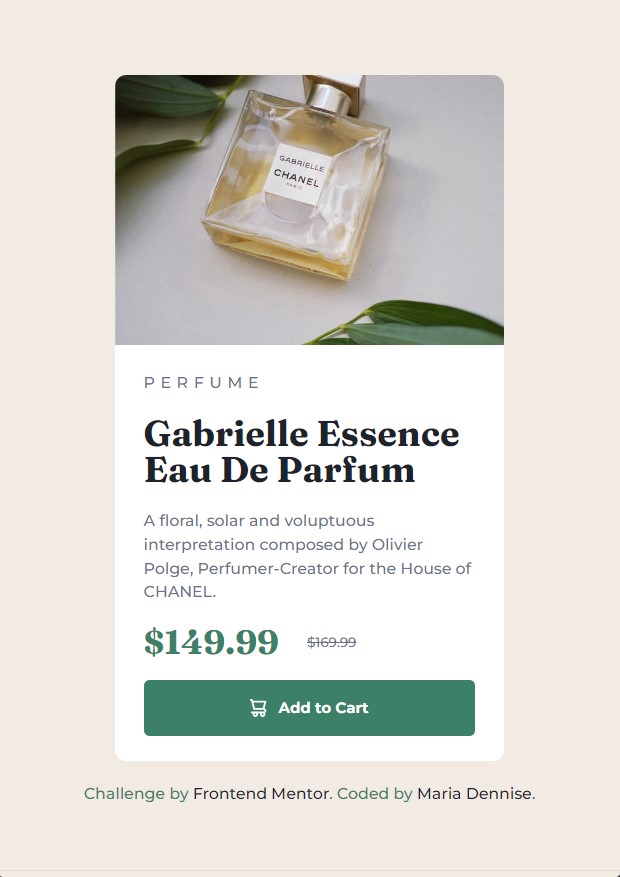 GABRIELLE
CHANEL
PARIS
PERFUME
Gabrielle Essence
Eau De Parfum
A floral, solar and voluptuous
interpretation composed by Olivier
Polge, Perfumer-Creator for the House of
CHANEL.
$149.99 $169.99
Add to Cart
Challenge by Frontend Mentor. Coded by Maria Dennise.